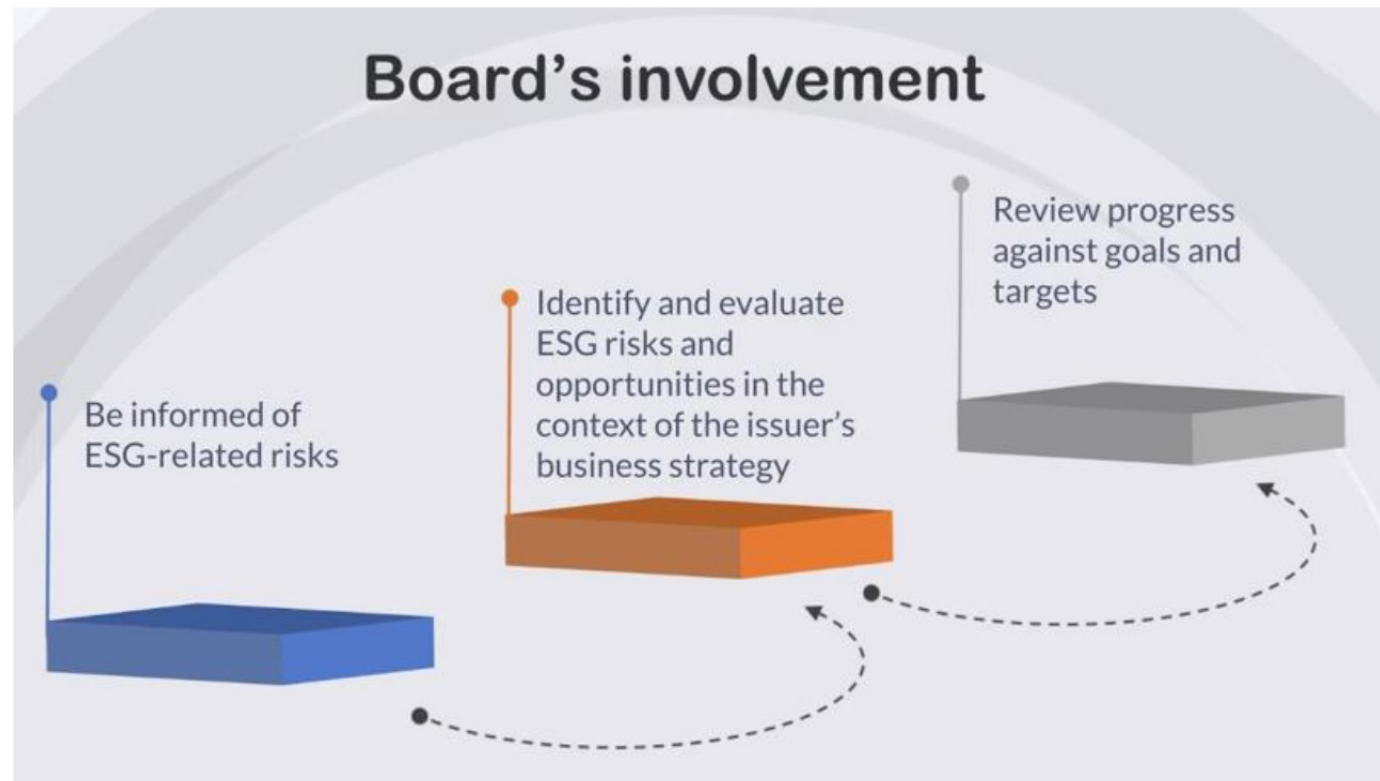 Board's involvement
Be informed of
ESG-related risks
Identify and evaluate
ESG risks and
opportunities in the
context of the issuer's
business strategy
Review progress
against goals and
targets